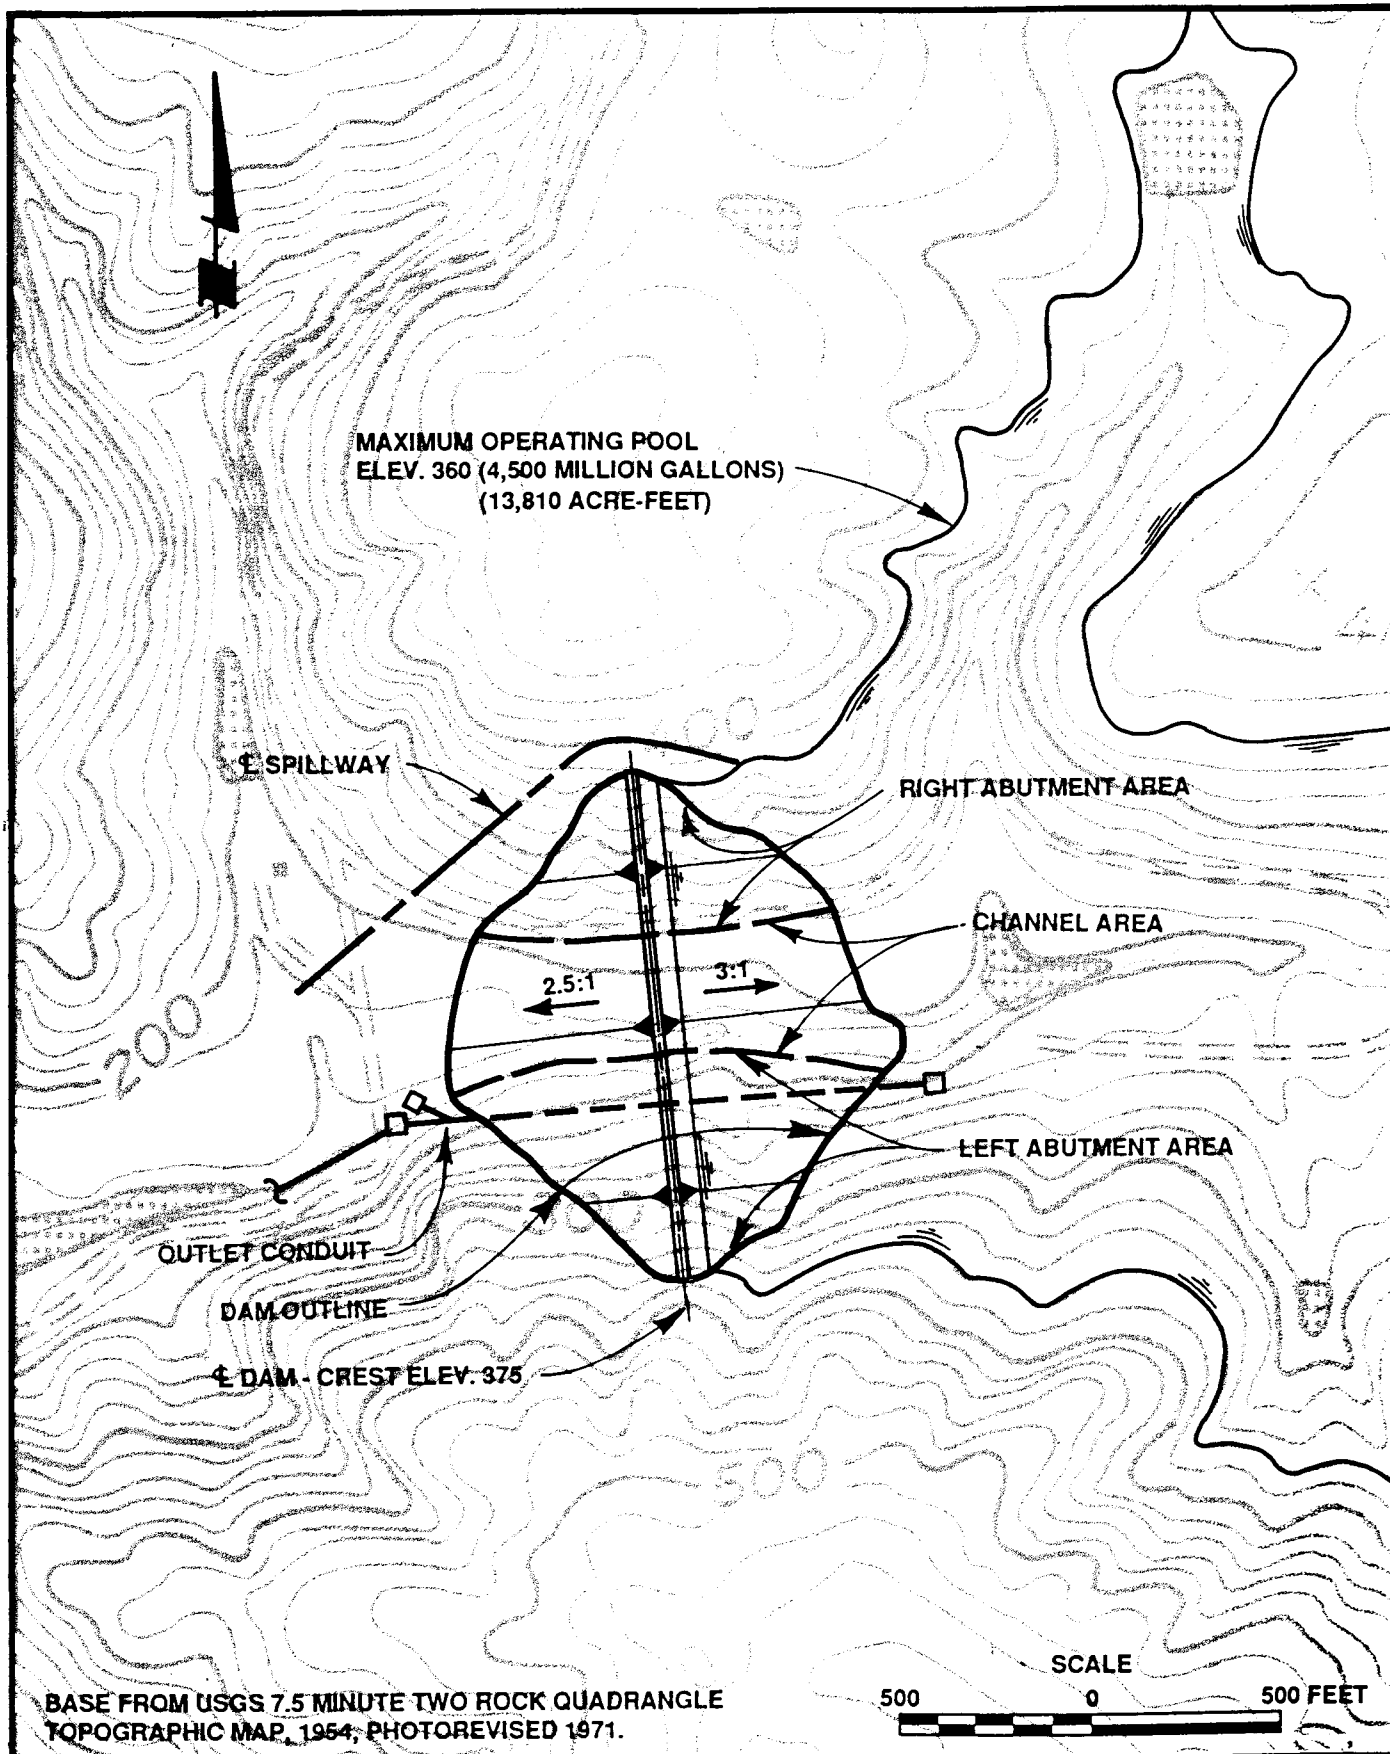 MAXIMUM OPERATING POOL
ELEV. 360 (4,500 MILLION GALLONS)
(13,810 ACRE-FEET)
℄ SPILLWAY
RIGHT ABUTMENT AREA
CHANNEL AREA
2.5:1
3:1
200
LEFT ABUTMENT AREA
OUTLET CONDUIT
DAM OUTLINE
℄ DAM - CREST ELEV. 375
500
SCALE
500 0 500 FEET
BASE FROM USGS 7.5 MINUTE TWO ROCK QUADRANGLE
TOPOGRAPHIC MAP, 1954, PHOTOREVISED 1971.